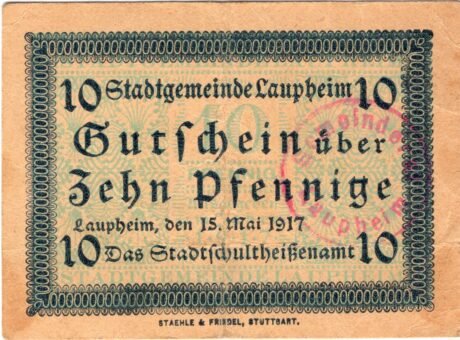 10 Stadtgemeinde Laupheim 10
Gutschein über
Zehn Pfennige
Laupheim, den 15. Mai 1917
10 Das Stadtschultheißenamt 10
Laupheim
STAEHLE & FRIEDEL, STUTTGART.